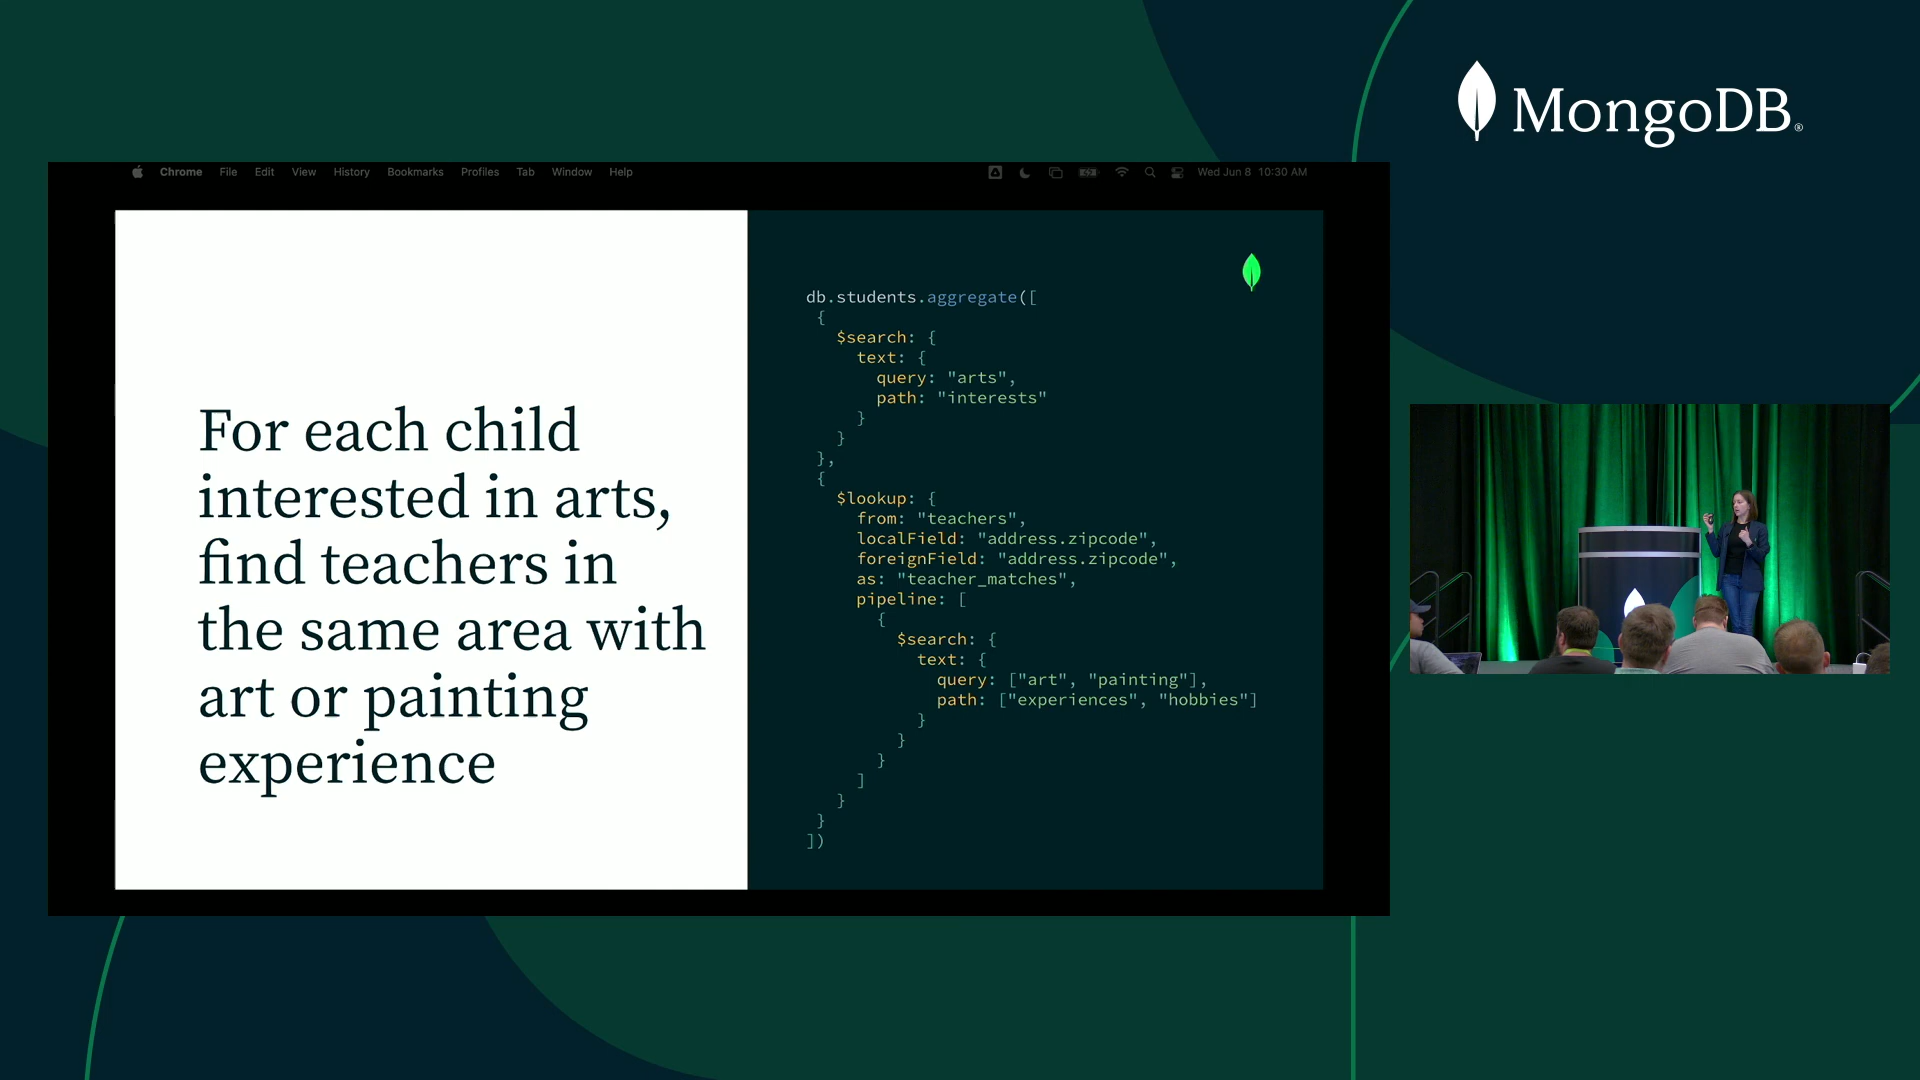 MongoDB®
Chrome File Edit View History Bookmarks Profiles Tab Window Help Wed Jun 8 10:30 AM
For each child
interested in arts,
find teachers in
the same area with
art or painting
experience
db.students.aggregate([
{
$search: {
text: {
query: "arts",
path: "interests"
}
}
},
{
$lookup: {
from: "teachers",
localField: "address.zipcode",
foreignField: "address.zipcode",
as: "teacher_matches",
pipeline: [
{
$search: {
text: {
query: ["art", "painting"],
path: ["experiences", "hobbies"]
}
}
}
]
}
}
])